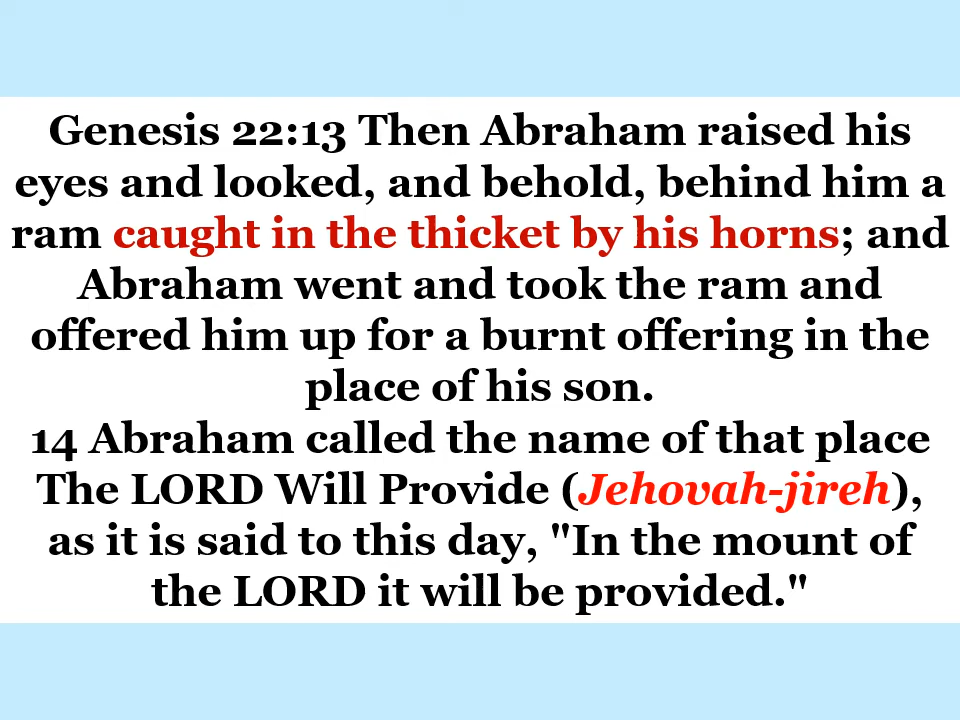 Genesis 22:13 Then Abraham raised his
eyes and looked, and behold, behind him a
ram caught in the thicket by his horns; and
Abraham went and took the ram and
offered him up for a burnt offering in the
place of his son.
14 Abraham called the name of that place
The LORD Will Provide (Jehovah-jireh),
as it is said to this day, "In the mount of
the LORD it will be provided."